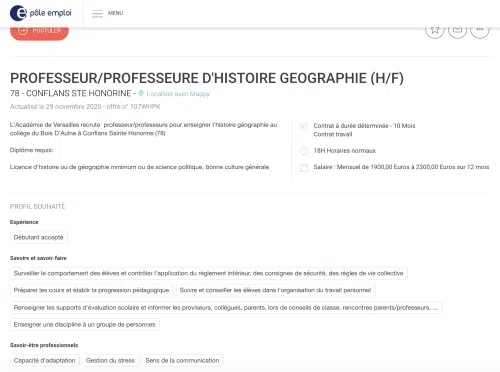 pôle emploi
MENU
POSTULER
PROFESSEUR/PROFESSEURE D'HISTOIRE GEOGRAPHIE (H/F)
78 - CONFLANS STE HONORINE - Localiser avec Mappy
Actualisé le 29 novembre 2020 - offre n° 107WHPK
L'Académie de Versailles recrute professeur/professeure pour enseigner l'histoire géographie au
collège du Bois D'Aulne à Conflans Sainte Honorine (78)
Diplôme requis:
Licence d'histoire ou de géographie minimum ou de science politique, bonne culture générale
Contrat à durée déterminée - 10 Mois
Contrat travail
18H Horaires normaux
Salaire : Mensuel de 1900,00 Euros à 2300,00 Euros sur 12 mois
PROFIL SOUHAITÉ
Expérience
Débutant accepté
Savoirs et savoir-faire
Surveiller le comportement des élèves et contrôler l'application du règlement intérieur, des consignes de sécurité, des règles de vie collective
Préparer les cours et établir la progression pédagogique
Suivre et conseiller les élèves dans l'organisation du travail personnel
Renseigner les supports d'évaluation scolaire et informer les proviseurs, collègues, parents, lors de conseils de classe, rencontres parents/professeurs, ...
Enseigner une discipline à un groupe de personnes
Savoir-être professionnels
Capacité d'adaptation
Gestion du stress
Sens de la communication